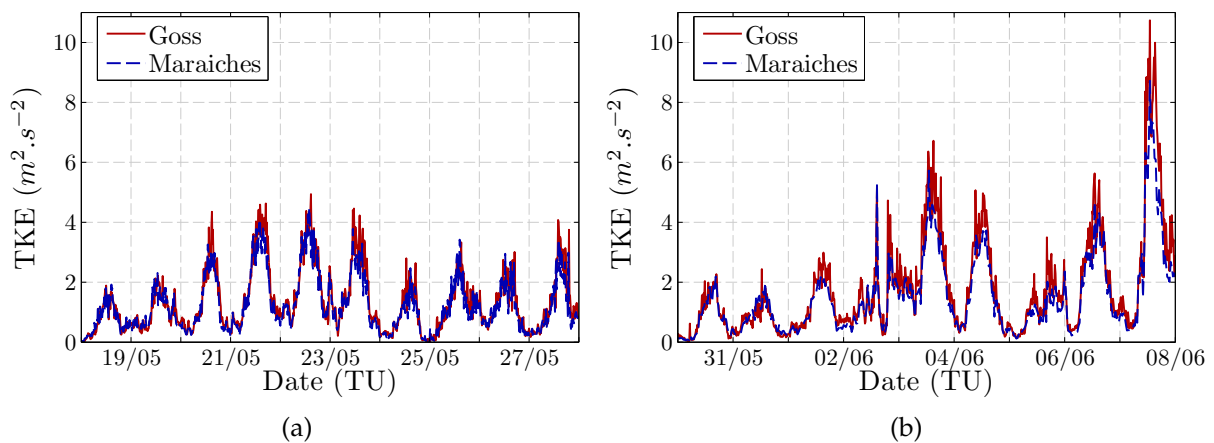 10
8
6
4
2
0
TKE (m².s⁻²)
Goss
Maraiches
19/05
21/05
23/05
25/05
27/05
Date (TU)
(a)
10
8
6
4
2
0
TKE (m².s⁻²)
Goss
Maraiches
31/05
02/06
04/06
06/06
08/06
Date (TU)
(b)